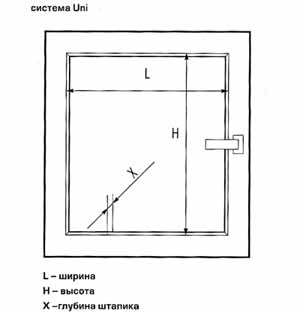 система Uni
L
H
X
L – ширина
H – высота
X –глубина штапика